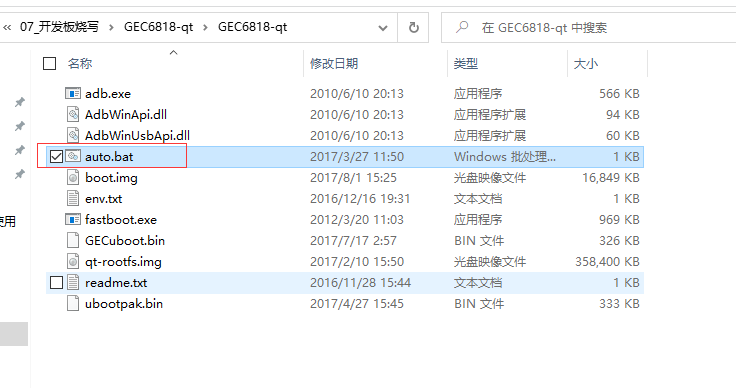 « 07_开发板烧写 > GEC6818-qt > GEC6818-qt 在 GEC6818-qt 中搜索
名称 修改日期 类型 大小
adb.exe 2010/6/10 20:13 应用程序 566 KB
AdbWinApi.dll 2010/6/10 20:13 应用程序扩展 94 KB
AdbWinUsbApi.dll 2010/6/10 20:13 应用程序扩展 60 KB
auto.bat 2017/3/27 11:50 Windows 批处理... 1 KB
boot.img 2017/8/1 15:25 光盘映像文件 16,849 KB
env.txt 2016/12/16 19:31 文本文档 1 KB
使用
fastboot.exe 2012/3/20 11:03 应用程序 969 KB
GECuboot.bin 2017/7/17 2:57 BIN 文件 326 KB
qt-rootfs.img 2017/2/10 15:50 光盘映像文件 358,400 KB
readme.txt 2016/11/28 15:44 文本文档 1 KB
ubootpak.bin 2017/4/27 15:45 BIN 文件 333 KB